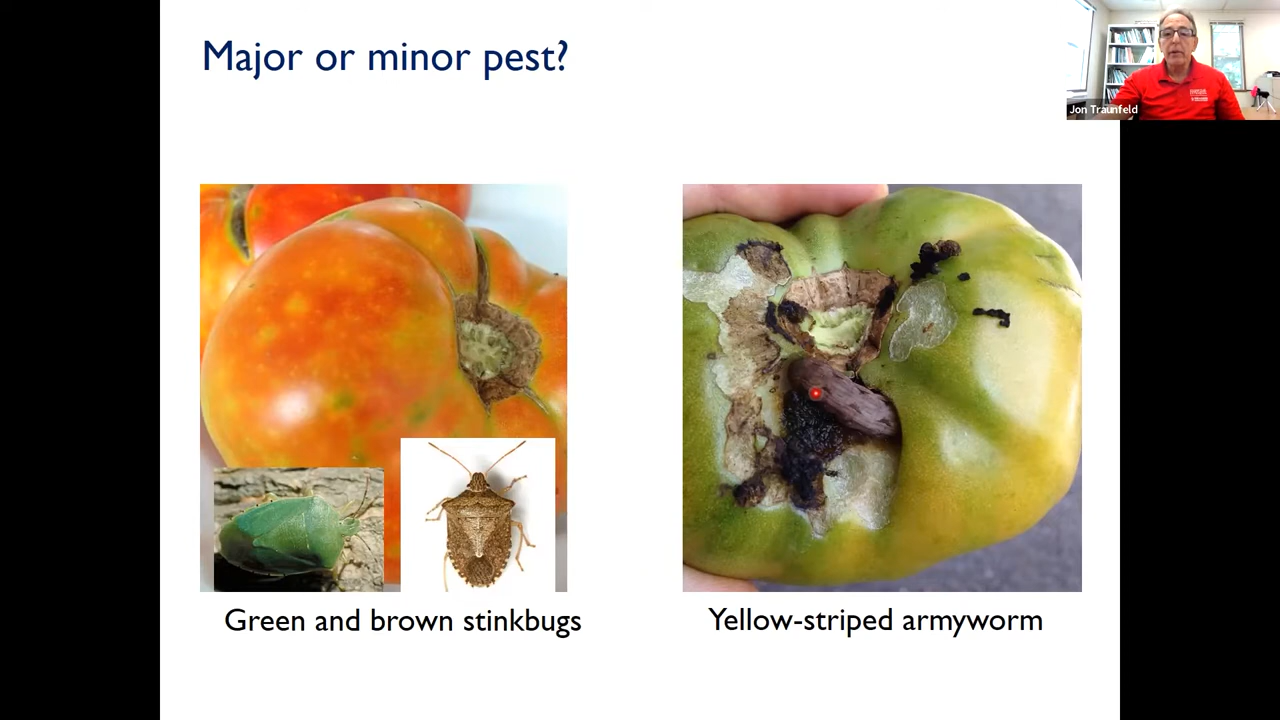 Major or minor pest?
Jon Traunfeld
Green and brown stinkbugs
Yellow-striped armyworm